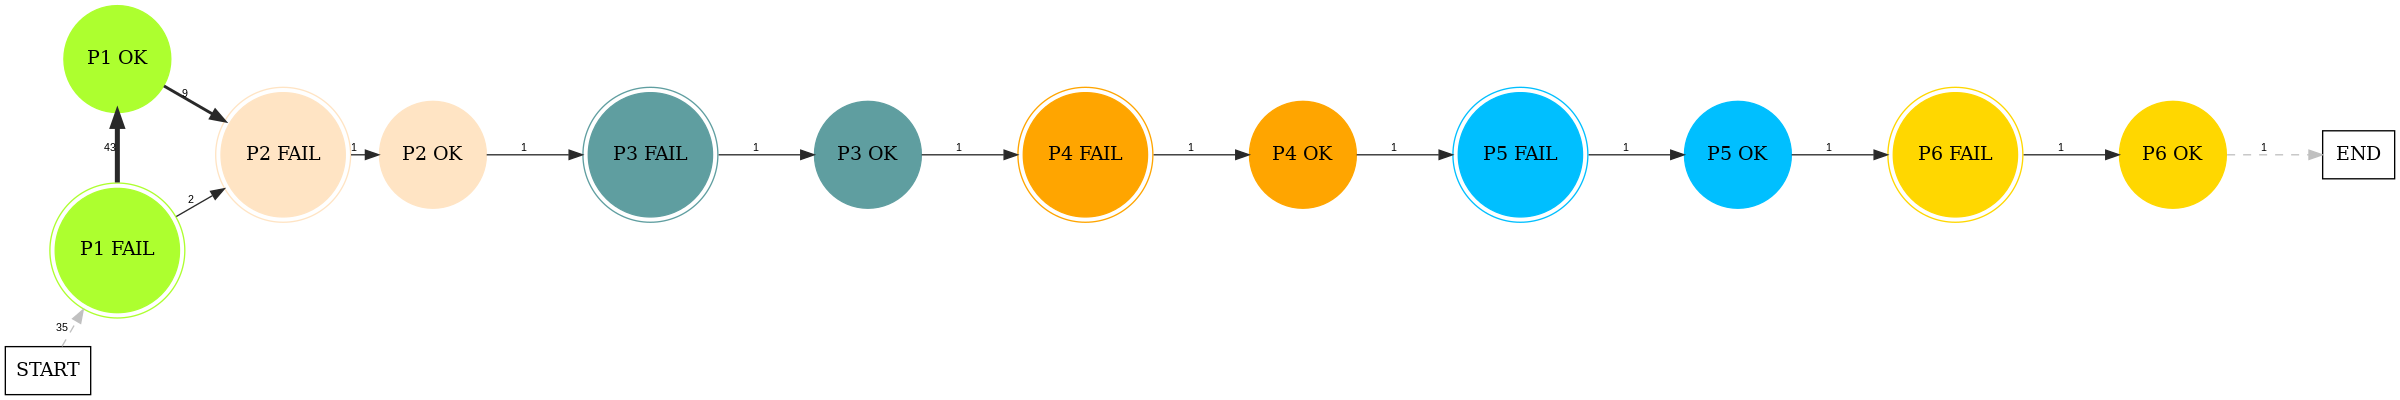 P1 OK
9
43
P2 FAIL
1
P2 OK
1
P3 FAIL
1
P3 OK
1
P4 FAIL
1
P4 OK
1
P5 FAIL
1
P5 OK
1
P6 FAIL
1
P6 OK
1
END
2
P1 FAIL
35
START